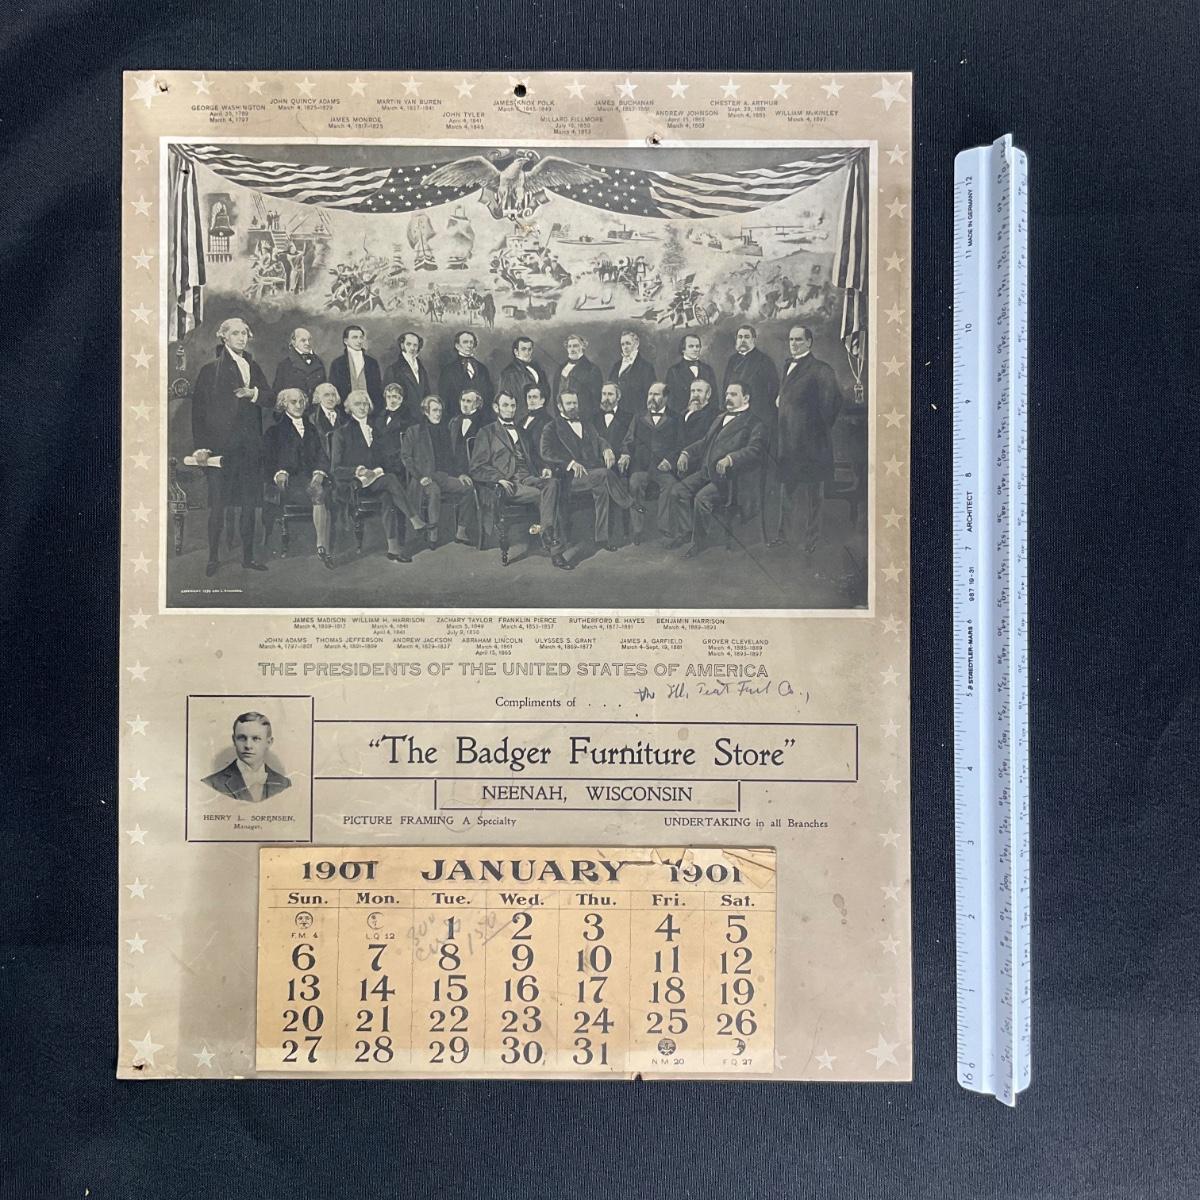 JOHN QUINCY ADAMS MARTIN VAN BUREN JAMES KNOX POLK JAMES BUCHANAN CHESTER A. ARTHUR
March 4, 1825-1829 March 4, 1837-1841 March 4, 1845-1849 March 4, 1857-1861 Sept. 20, 1881
March 4, 1885
GEORGE WASHINGTON JAMES MONROE JOHN TYLER MILLARD FILLMORE ANDREW JOHNSON WILLIAM McKINLEY
April 30, 1789 March 4, 1817-1825 April 4, 1841 July 10, 1850 April 15, 1865 March 4, 1897
March 4, 1797 March 4, 1845 March 4, 1853 March 4, 1869
JAMES MADISON WILLIAM H. HARRISON ZACHARY TAYLOR FRANKLIN PIERCE RUTHERFORD B. HAYES BENJAMIN HARRISON
March 4, 1809-1817 March 4, 1841 March 5, 1849 March 4, 1853-1857 March 4, 1877-1881 March 4, 1889-1893
April 4, 1841 July 9, 1850
JOHN ADAMS THOMAS JEFFERSON ANDREW JACKSON ABRAHAM LINCOLN ULYSSES S. GRANT JAMES A. GARFIELD GROVER CLEVELAND
March 4, 1797-1801 March 4, 1801-1809 March 4, 1829-1837 March 4, 1861 March 4, 1869-1877 March 4-Sept. 19, 1881 March 4, 1885-1889
April 15, 1865 March 4, 1893-1897
THE PRESIDENTS OF THE UNITED STATES OF AMERICA
Compliments of . . . the Ill. Co.,
"The Badger Furniture Store"
NEENAH, WISCONSIN
HENRY L. SORENSEN,
Manager.
PICTURE FRAMING A Specialty UNDERTAKING in all Branches
1901 JANUARY 1901
Sun. Mon. Tue. Wed. Thu. Fri. Sat.
F.M. 4 L.Q. 12 1 2 3 4 5
6 7 8 9 10 11 12
13 14 15 16 17 18 19
20 21 22 23 24 25 26
27 28 29 30 31 N.M. 20 F.Q. 27
150
MADE IN GERMANY
ARCHITECT
987 19-31
STAEDTLER-MARS
12
11
10
9
8
7
6
5
4
3
2
1
0
16